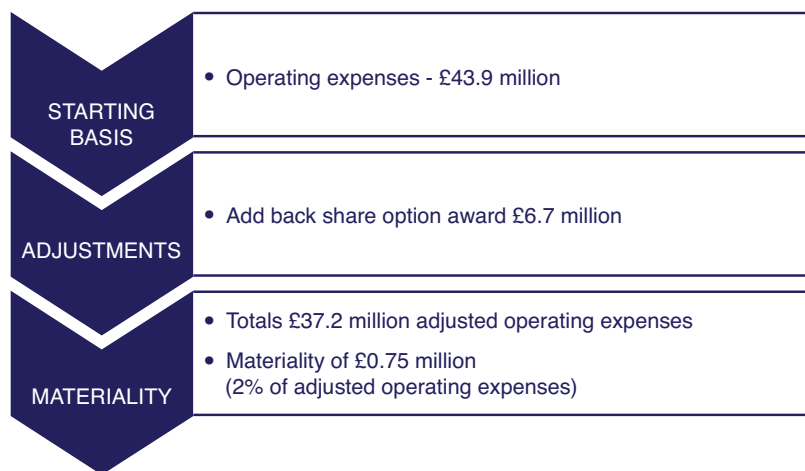 STARTING
BASIS
• Operating expenses - £43.9 million
ADJUSTMENTS
• Add back share option award £6.7 million
MATERIALITY
• Totals £37.2 million adjusted operating expenses
• Materiality of £0.75 million
(2% of adjusted operating expenses)